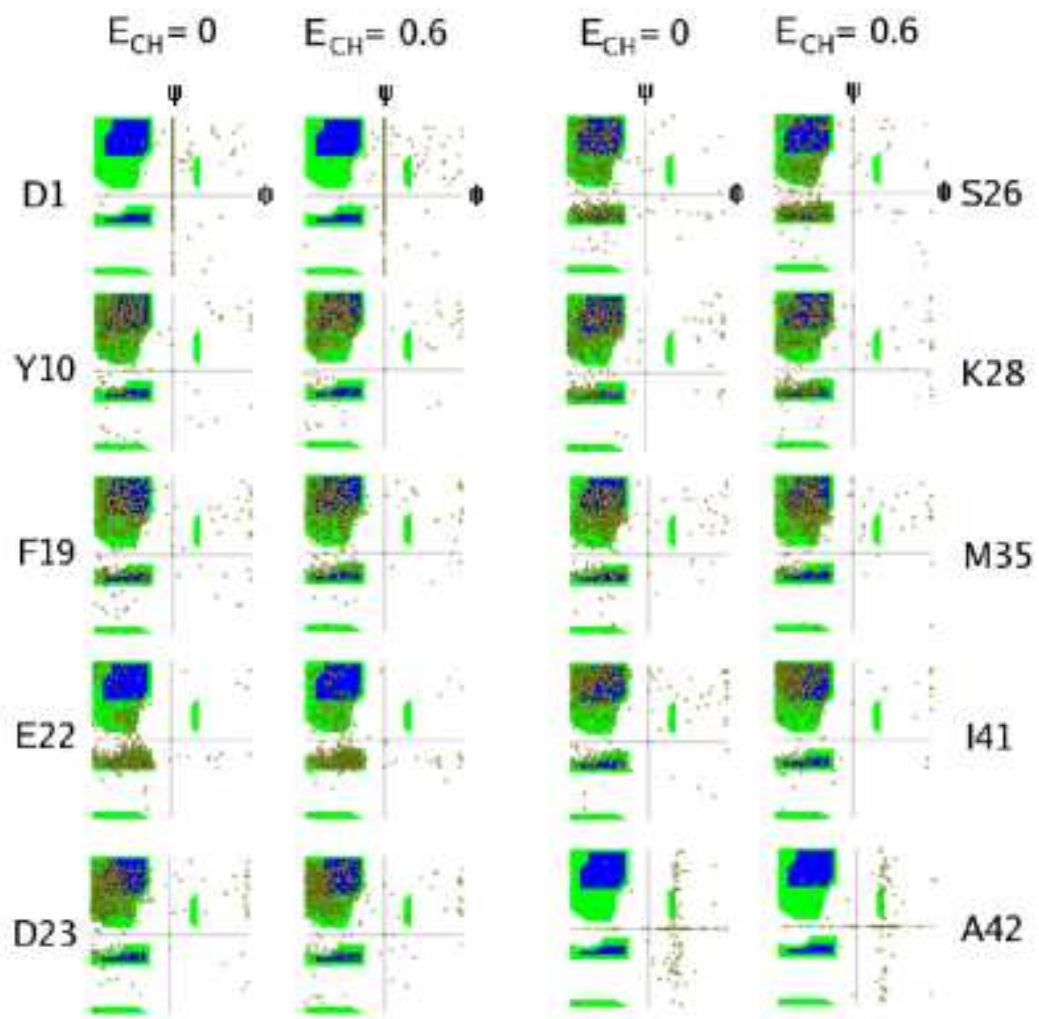 E_CH = 0 E_CH = 0.6 E_CH = 0 E_CH = 0.6
ψ ψ ψ ψ
D1 Φ Φ Φ Φ S26
Y10 K28
F19 M35
E22 I41
D23 A42